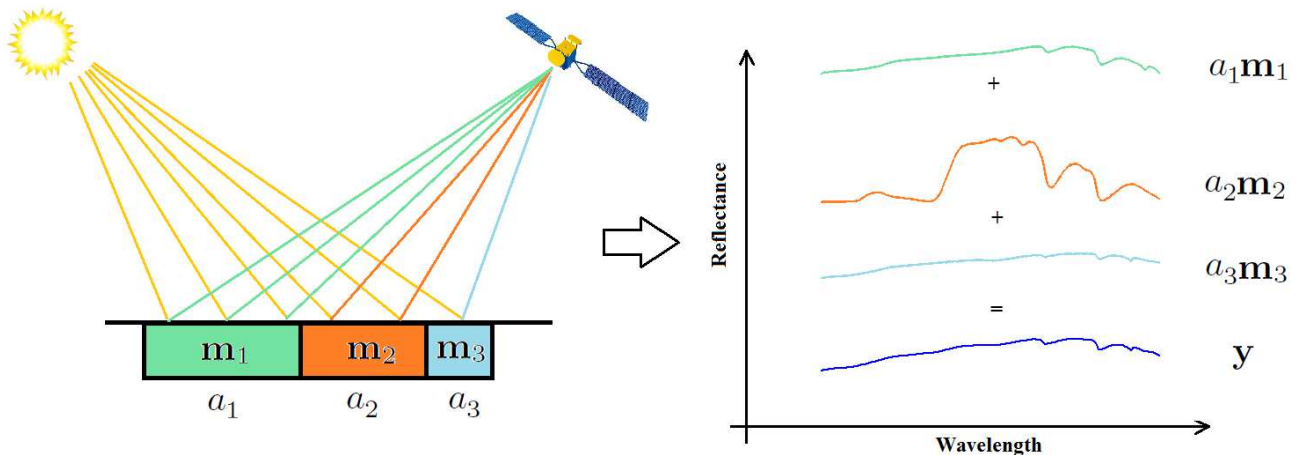 m₁ m₂ m₃
a₁ a₂ a₃
Reflectance
a₁m₁
+
a₂m₂
+
a₃m₃
=
y
Wavelength